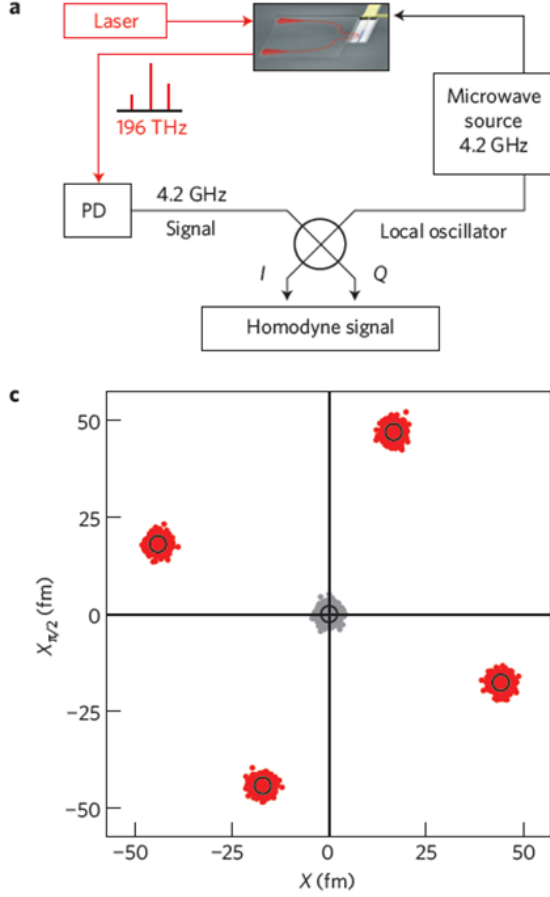 a
Laser
196 THz
Microwave
source
4.2 GHz
PD
4.2 GHz
Signal
Local oscillator
I
Q
Homodyne signal
c
50
25
0
−25
−50
X π/2 (fm)
−50
−25
0
25
50
X (fm)